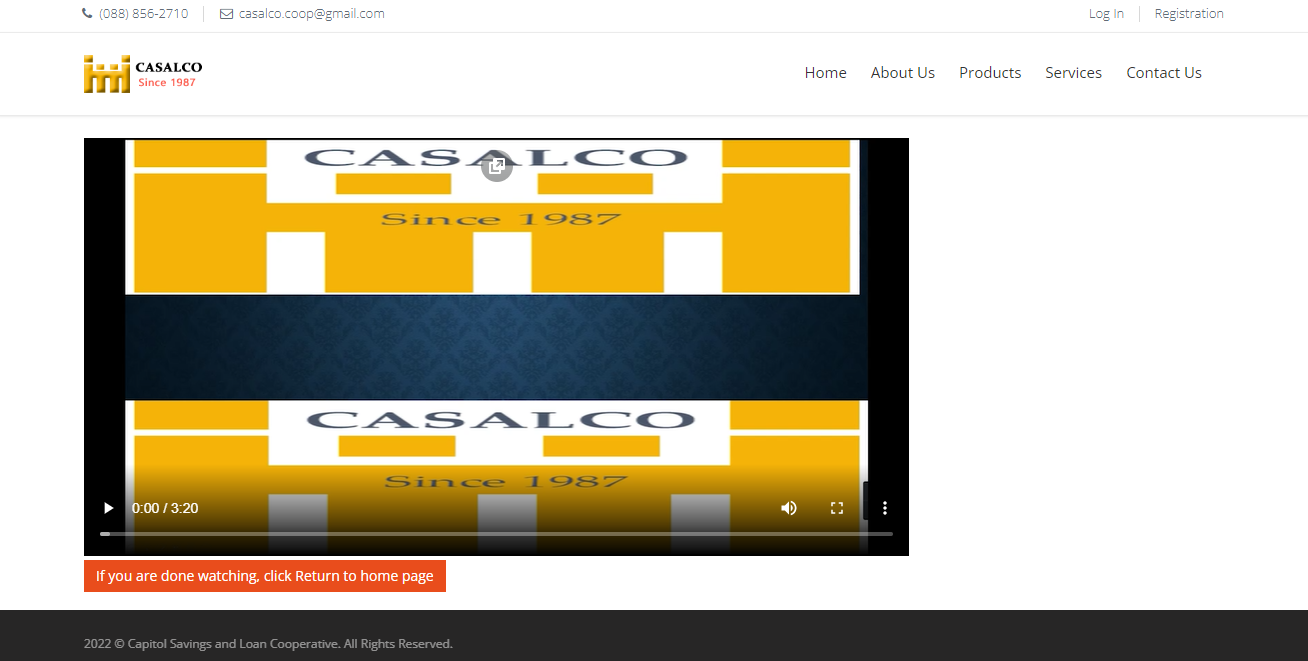 (088) 856-2710 casalco.coop@gmail.com Log In Registration
CASALCO
Since 1987
Home About Us Products Services Contact Us
CASALCO
Since 1987
CASALCO
Since 1987
0:00 / 3:20
If you are done watching, click Return to home page
2022 © Capitol Savings and Loan Cooperative. All Rights Reserved.